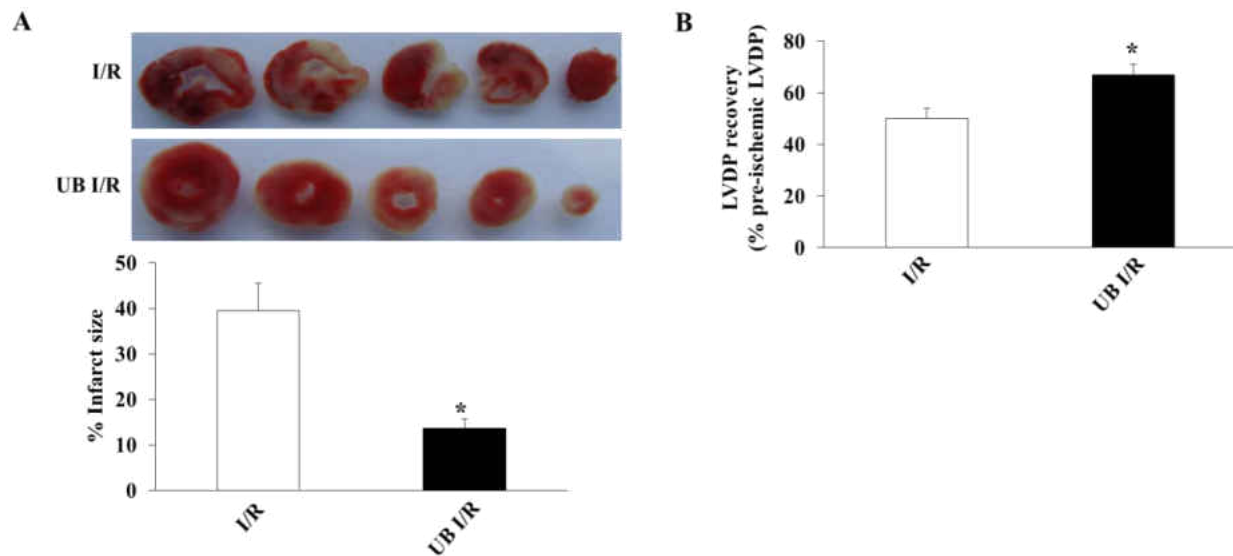 A
I/R
UB I/R
50
40
30
20
10
0
% Infarct size
*
I/R
UB I/R
B
80
60
40
20
0
LVDP recovery
(% pre-ischemic LVDP)
*
I/R
UB I/R